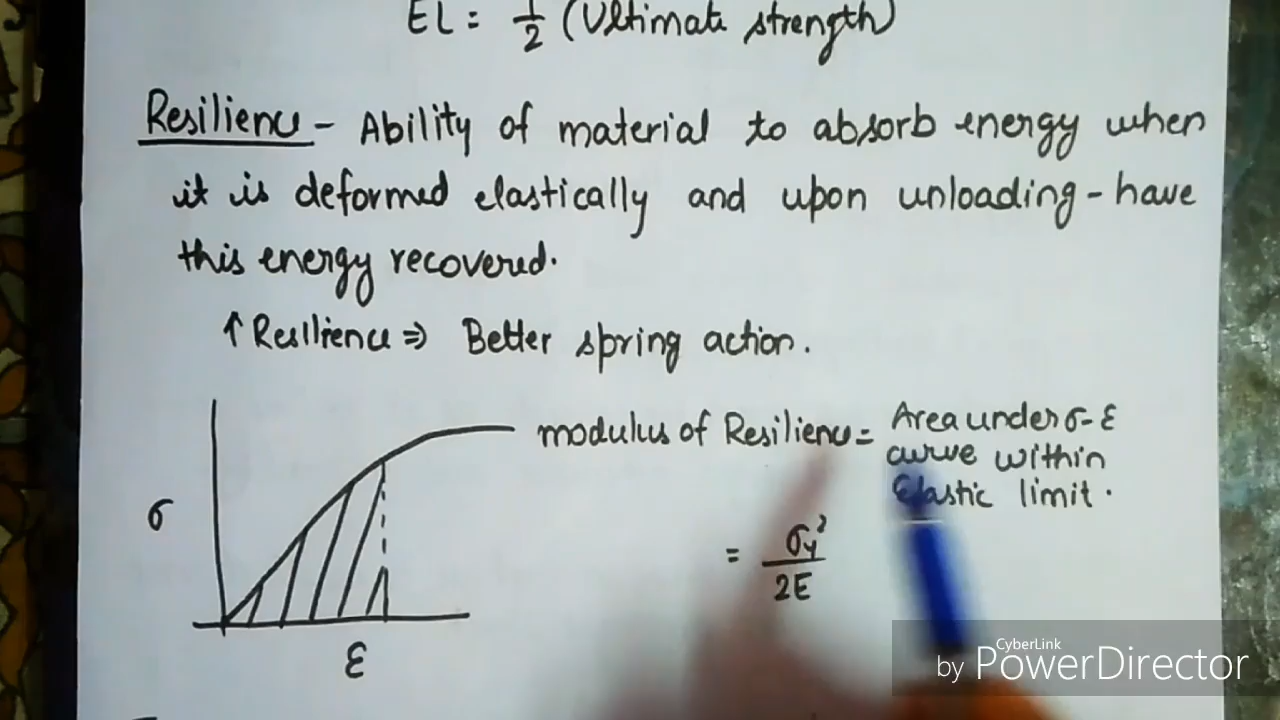 EL = 1/2 (Ultimate strength)
Resilience - Ability of material to absorb energy when
it is deformed elastically and upon unloading - have
this energy recovered.
↑ Resilience ⇒ Better spring action.
modulus of Resilience = Area under σ-ε
curve within
Elastic limit.
σ
= σy²/2E
ε
CyberLink
by PowerDirector